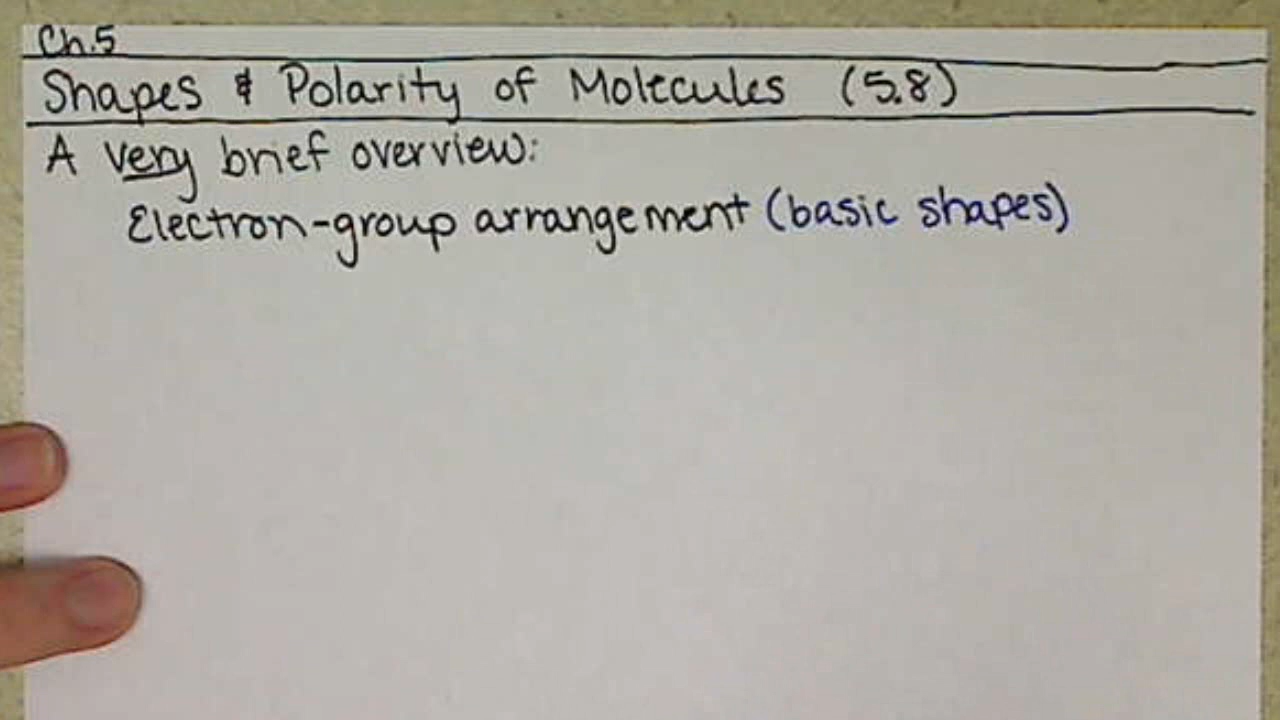 Ch.5
Shapes & Polarity of Molecules (5.8)
A very brief overview:
Electron-group arrangement (basic shapes)